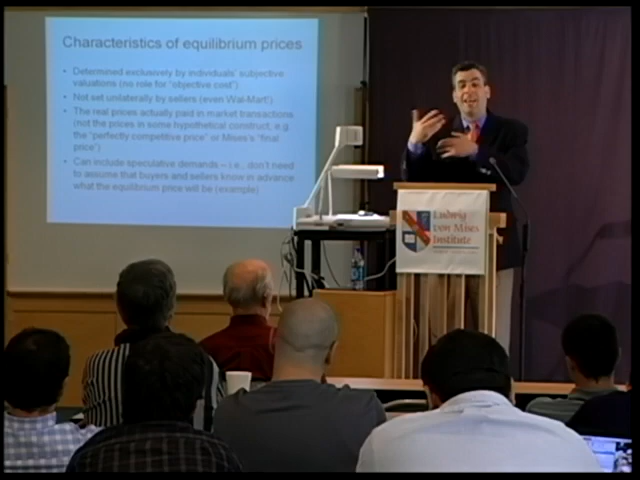 Characteristics of equilibrium prices
• Determined exclusively by individuals' subjective
valuations (no role for "objective cost")
• Not set unilaterally by sellers (even Wal-Mart!)
• The real prices actually paid in market transactions
(not the prices in some hypothetical construct, e.g.
the "perfectly competitive price" or Mises's "final
price")
• Can include speculative demands – i.e., don't need
to assume that buyers and sellers know in advance
what the equilibrium price will be (example)
Ludwig
von Mises
Institute